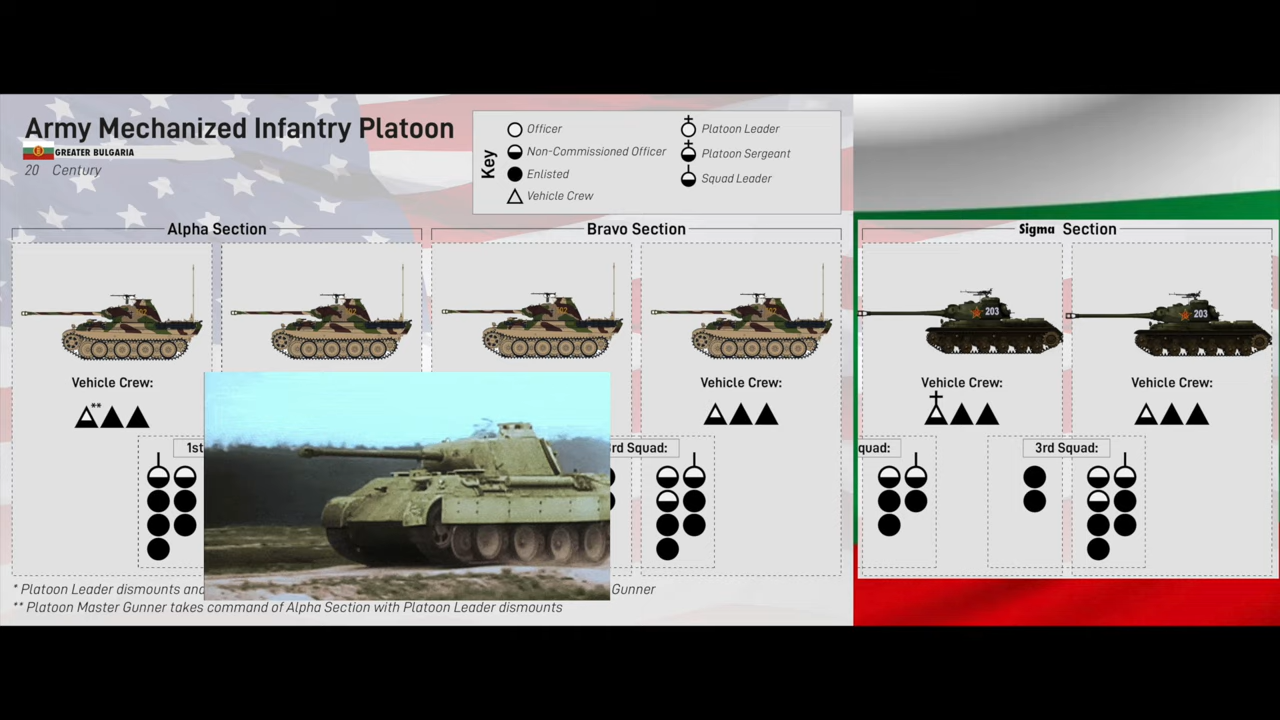 Army Mechanized Infantry Platoon
GREATER BULGARIA
20 Century
Key
Officer
Non-Commissioned Officer
Enlisted
Vehicle Crew
Platoon Leader
Platoon Sergeant
Squad Leader
Alpha Section
Bravo Section
Sigma Section
203
203
Vehicle Crew:
Vehicle Crew:
Vehicle Crew:
Vehicle Crew:
**
1st
rd Squad:
quad:
3rd Squad:
* Platoon Leader dismounts and
Gunner
** Platoon Master Gunner takes command of Alpha Section with Platoon Leader dismounts